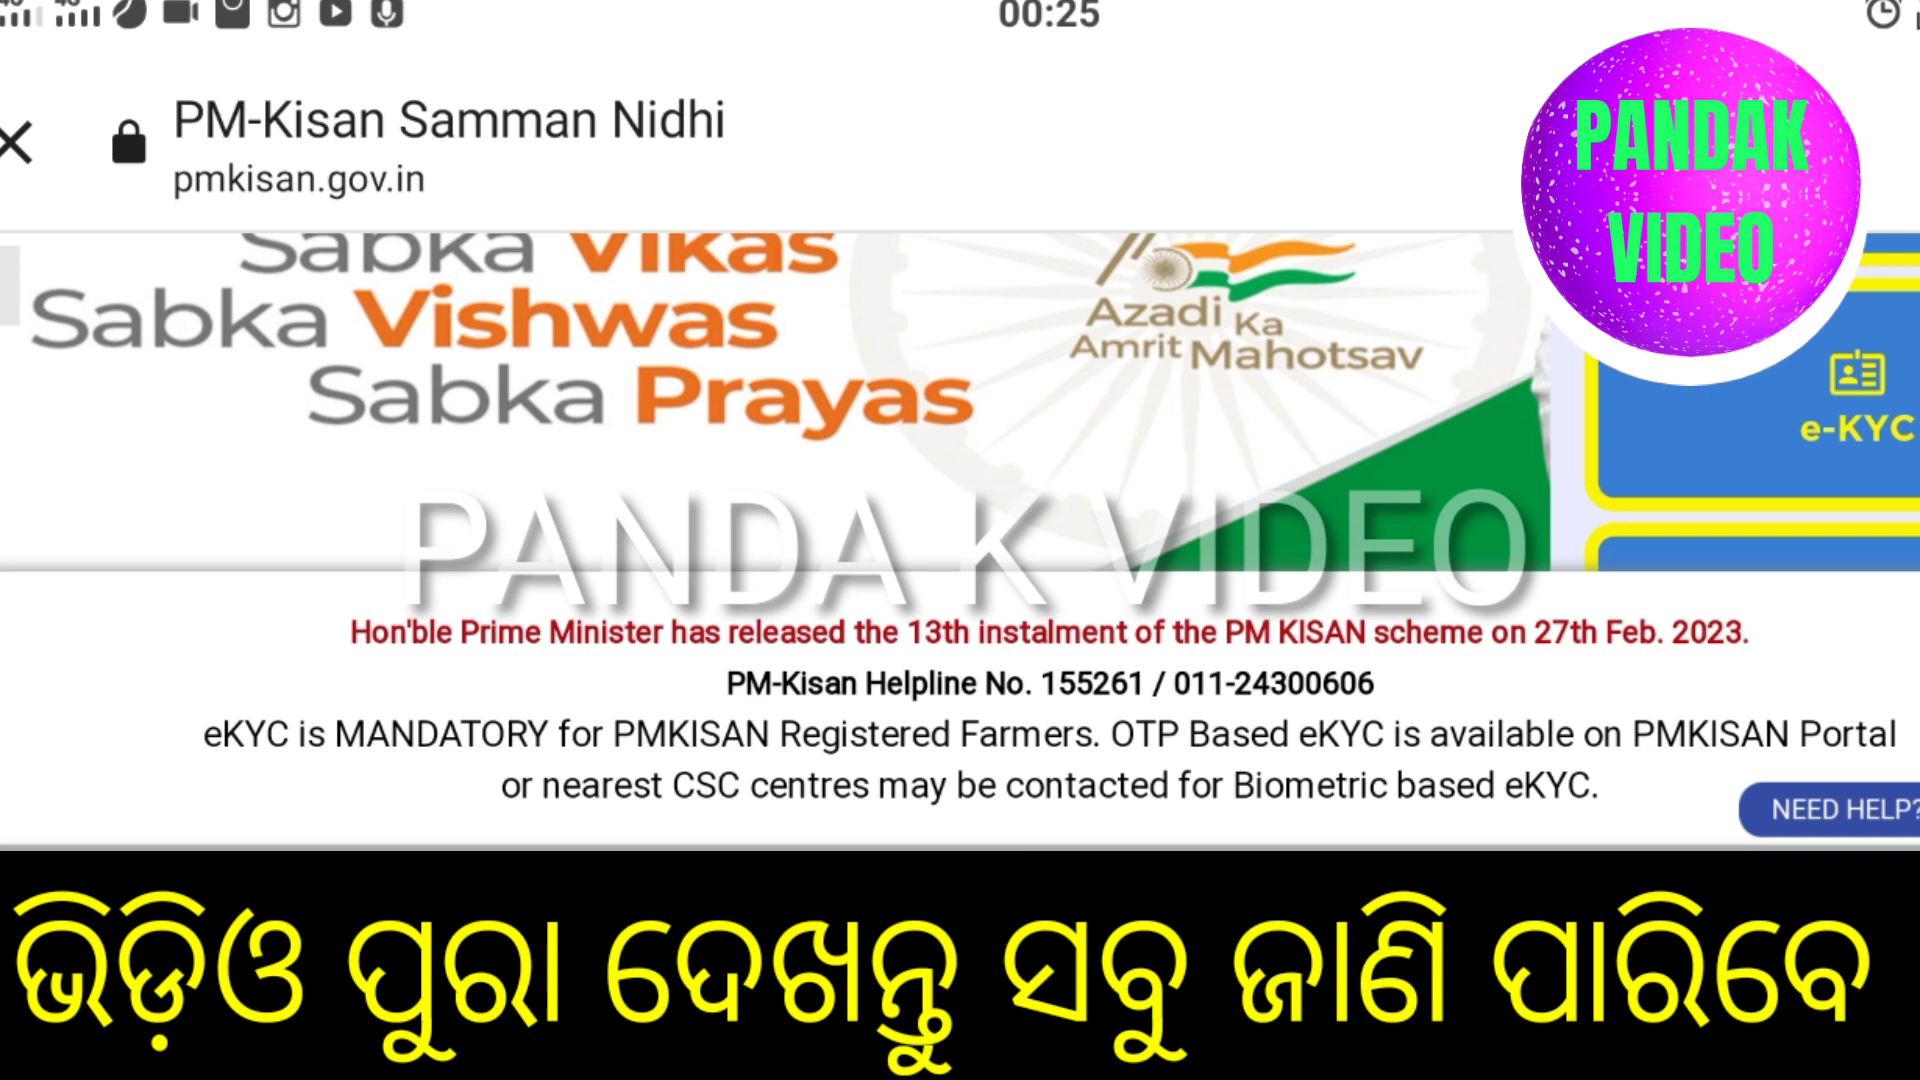 4G 4G 00:25
PM-Kisan Samman Nidhi
pmkisan.gov.in
PANDAK
VIDEO
Sabka Vikas
Sabka Vishwas
Sabka Prayas
Azadi Ka
Amrit Mahotsav
e-KYC
PANDA K VIDEO
Hon'ble Prime Minister has released the 13th instalment of the PM KISAN scheme on 27th Feb. 2023.
PM-Kisan Helpline No. 155261 / 011-24300606
eKYC is MANDATORY for PMKISAN Registered Farmers. OTP Based eKYC is available on PMKISAN Portal
or nearest CSC centres may be contacted for Biometric based eKYC.
NEED HELP?
ଭିଡ଼ିଓ ପୁରା ଦେଖନ୍ତୁ ସବୁ ଜାଣି ପାରିବେ